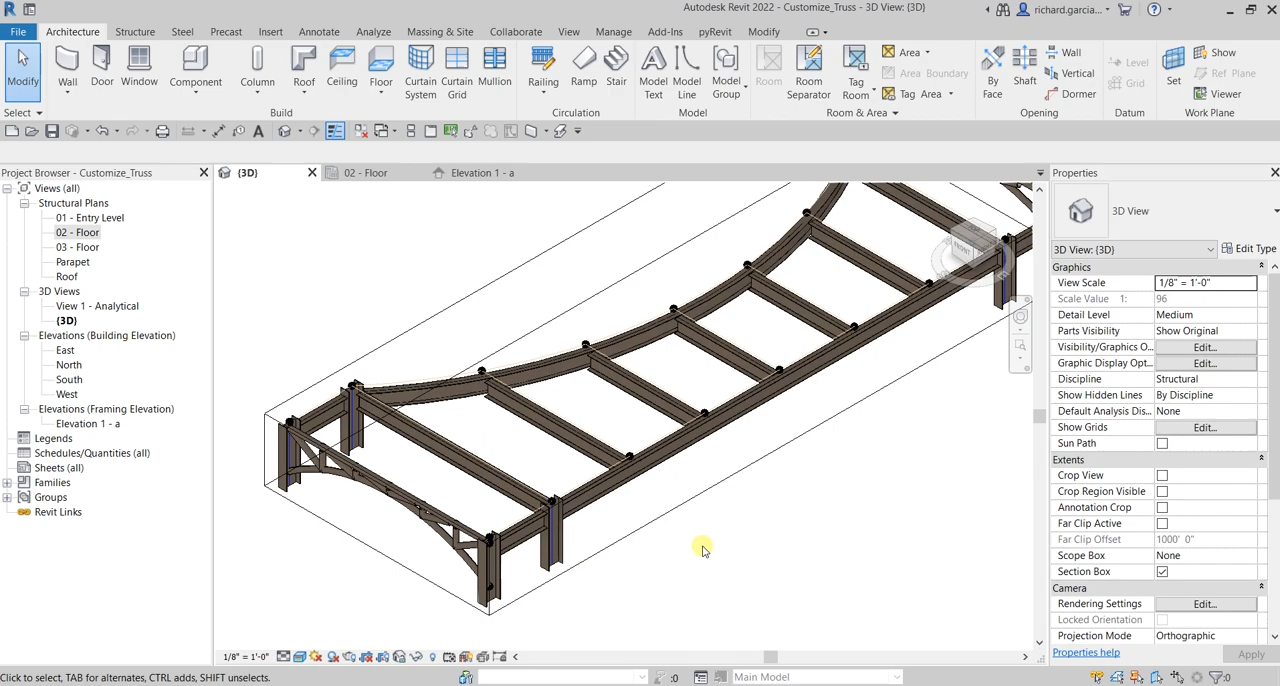 Autodesk Revit 2022 - Customize_Truss - 3D View: {3D}
richard.garcia...
File Architecture Structure Steel Precast Insert Annotate Analyze Massing & Site Collaborate View Manage Add-Ins pyRevit Modify
Modify Wall Door Window Component Column Roof Ceiling Floor Curtain System Curtain Grid Mullion Railing Ramp Stair Model Text Model Line Model Group Room Room Separator Tag Room
Area
Area Boundary
Tag Area
By Face Shaft
Wall
Vertical
Dormer
Level
Grid
Set
Show
Ref Plane
Viewer
Select Build Circulation Model Room & Area Opening Datum Work Plane
Project Browser - Customize_Truss
{3D} 02 - Floor Elevation 1 - a
Views (all)
Structural Plans
01 - Entry Level
02 - Floor
03 - Floor
Parapet
Roof
3D Views
View 1 - Analytical
{3D}
Elevations (Building Elevation)
East
North
South
West
Elevations (Framing Elevation)
Elevation 1 - a
Legends
Schedules/Quantities (all)
Sheets (all)
Families
Groups
Revit Links
Properties
3D View
3D View: {3D} Edit Type
Graphics
View Scale 1/8" = 1'-0"
Scale Value 1: 96
Detail Level Medium
Parts Visibility Show Original
Visibility/Graphics O... Edit...
Graphic Display Opt... Edit...
Discipline Structural
Show Hidden Lines By Discipline
Default Analysis Dis... None
Show Grids Edit...
Sun Path
Extents
Crop View
Crop Region Visible
Annotation Crop
Far Clip Active
Far Clip Offset 1000' 0"
Scope Box None
Section Box
Camera
Rendering Settings Edit...
Locked Orientation
Projection Mode Orthographic
Properties help Apply
1/8" = 1'-0"
Click to select, TAB for alternates, CTRL adds, SHIFT unselects.
:0
Main Model
:0